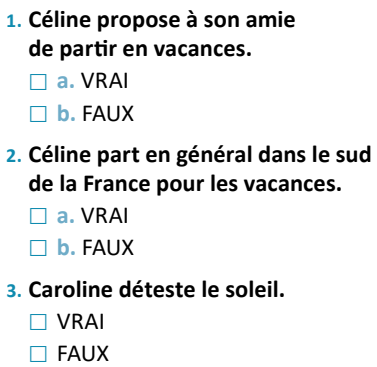 1. Céline propose à son amie
de partir en vacances.
☐ a. VRAI
☐ b. FAUX
2. Céline part en général dans le sud
de la France pour les vacances.
☐ a. VRAI
☐ b. FAUX
3. Caroline déteste le soleil.
☐ VRAI
☐ FAUX